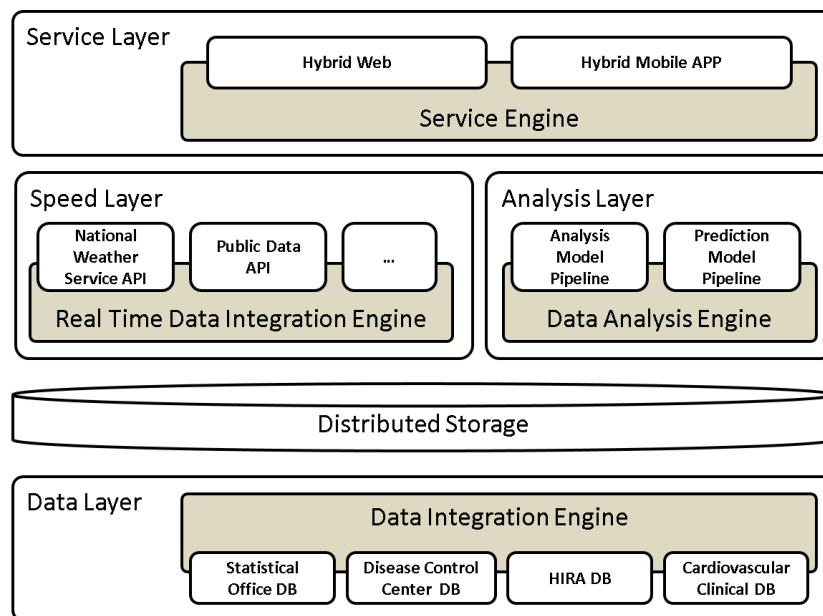 Service Layer
Hybrid Web
Hybrid Mobile APP
Service Engine
Speed Layer
National
Weather
Service API
Public Data
API
...
Real Time Data Integration Engine
Analysis Layer
Analysis
Model
Pipeline
Prediction
Model
Pipeline
Data Analysis Engine
Distributed Storage
Data Layer
Data Integration Engine
Statistical
Office DB
Disease Control
Center DB
HIRA DB
Cardiovascular
Clinical DB